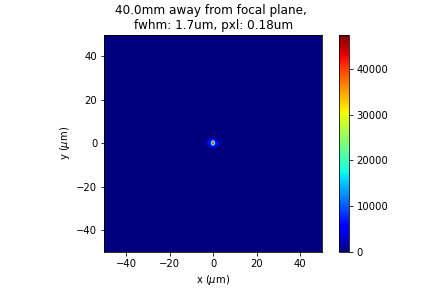 40.0mm away from focal plane,
fwhm: 1.7um, pxl: 0.18um
40
20
0
−20
−40
y (μm)
−40 −20 0 20 40
x (μm)
40000
30000
20000
10000
0